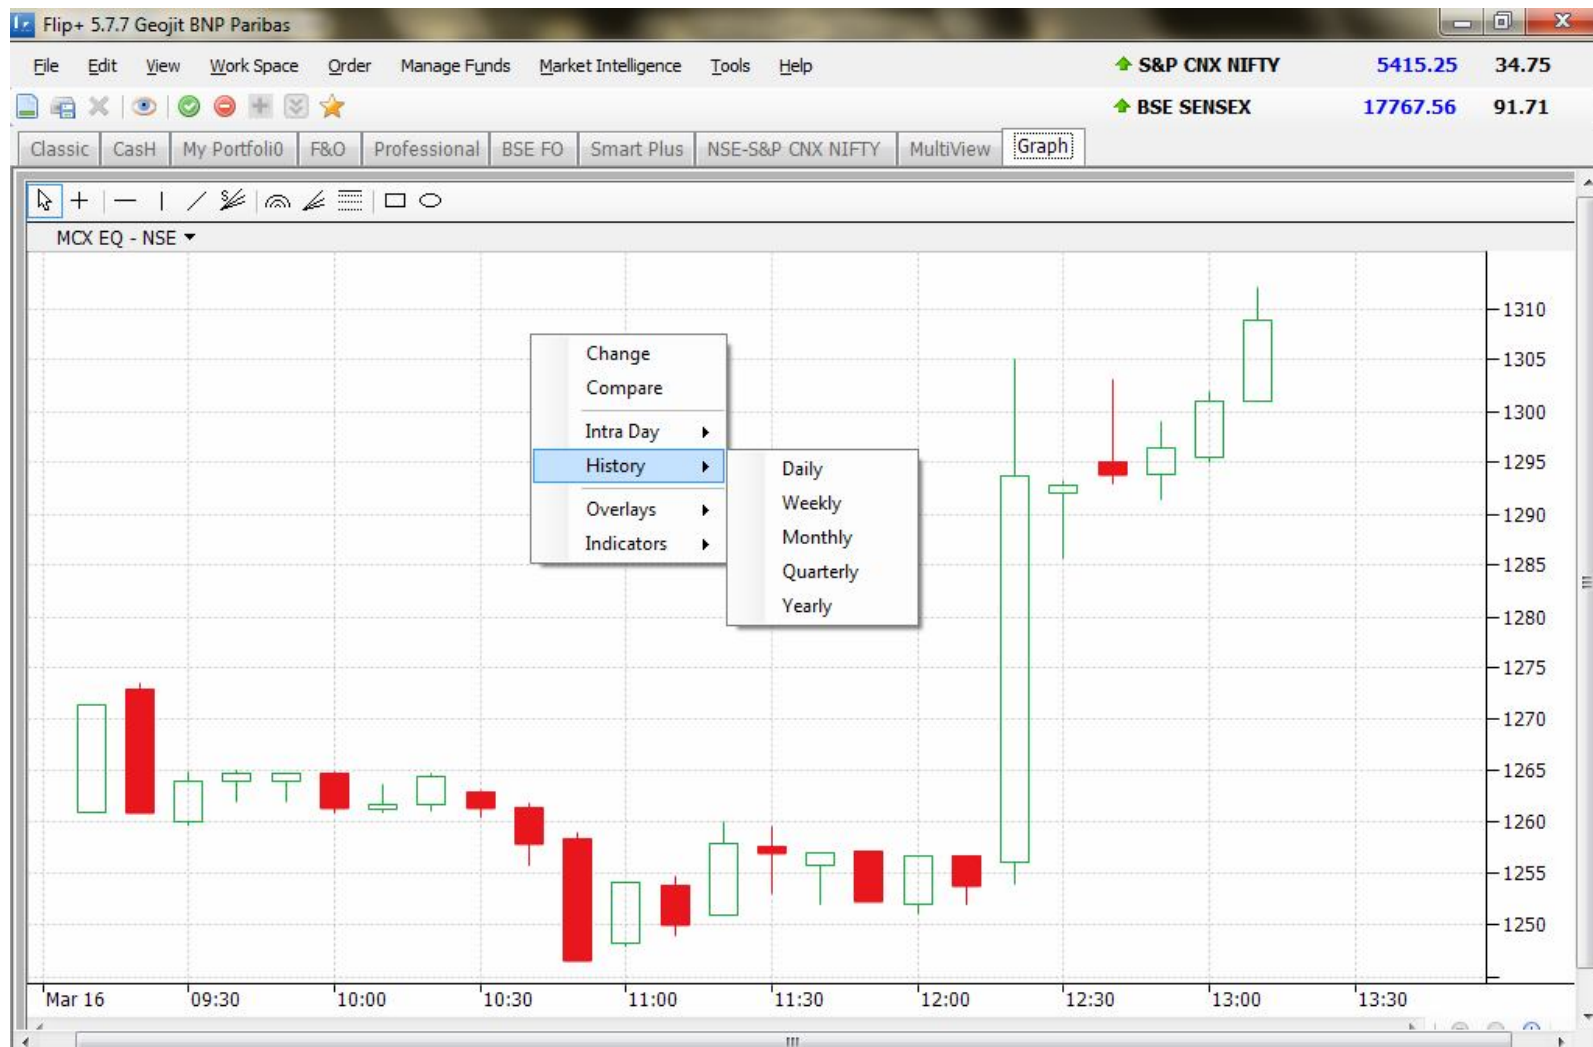 Flip+ 5.7.7 Geojit BNP Paribas
File Edit View Work Space Order Manage Funds Market Intelligence Tools Help S&P CNX NIFTY 5415.25 34.75
BSE SENSEX 17767.56 91.71
Classic CasH My Portfoli0 F&O Professional BSE FO Smart Plus NSE-S&P CNX NIFTY MultiView Graph
MCX EQ - NSE
1310
Change
1305
Compare
1300
Intra Day
History
Daily
1295
Weekly
Overlays
1290
Monthly
Indicators
1285
Quarterly
Yearly
1280
1275
1270
1265
1260
1255
1250
Mar 16 09:30 10:00 10:30 11:00 11:30 12:00 12:30 13:00 13:30